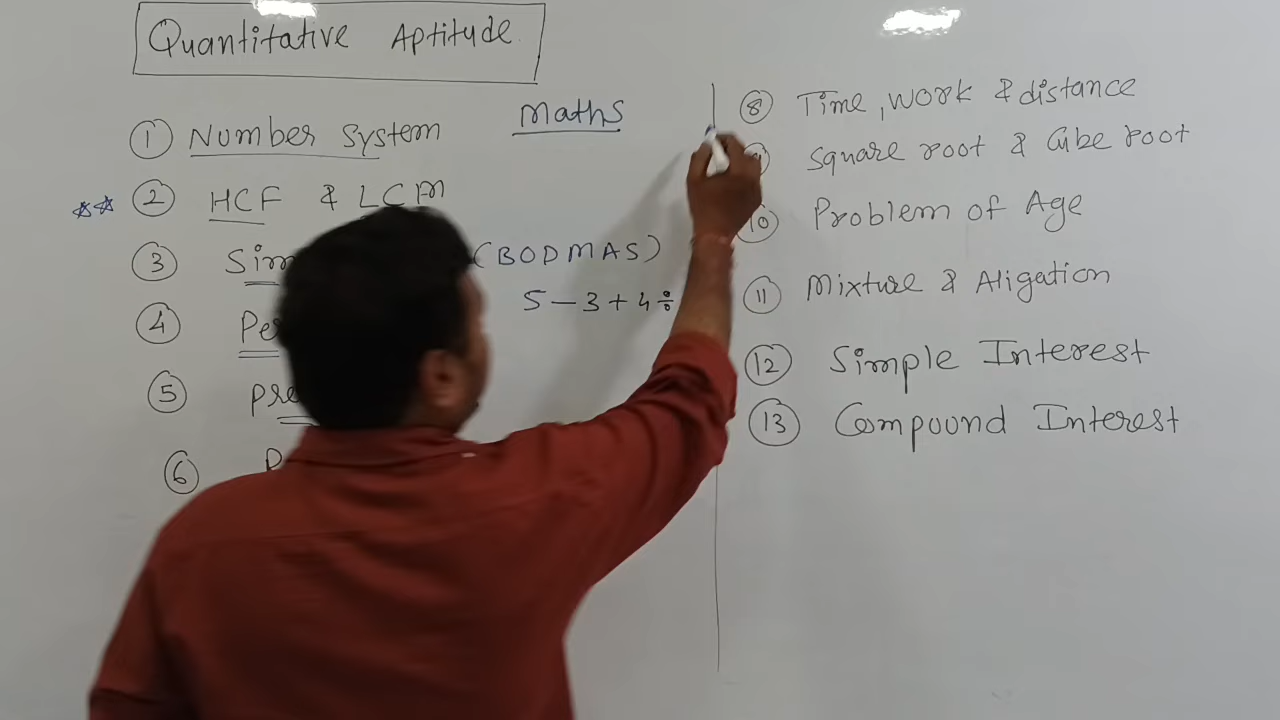 Quantitative Aptitude
Maths
① Number System
② HCF & LCM
③ (BODMAS)
5 – 3 + 4 ÷
④
⑤
⑥
⑧ Time, work & distance
Square root & Cube root
⑩ Problem of Age
⑪ Mixture & Aligation
⑫ Simple Interest
⑬ Compound Interest